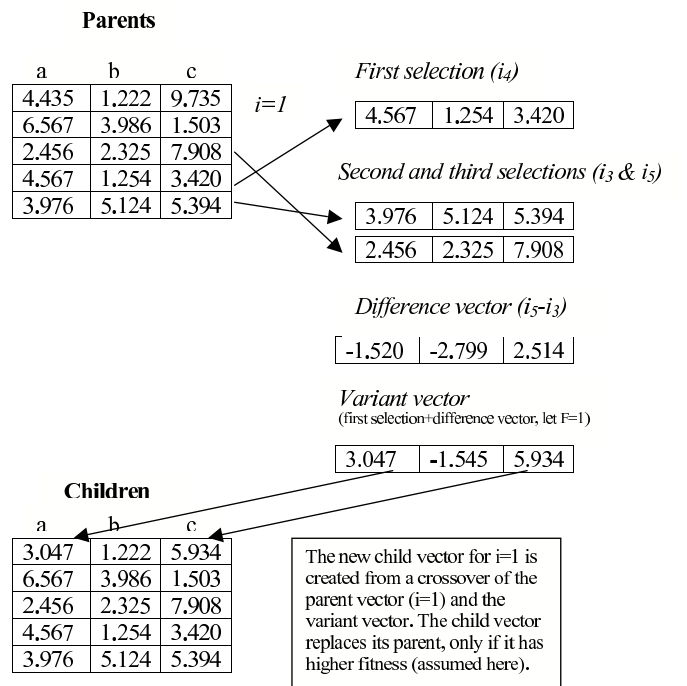 Parents
a b c
4.435 1.222 9.735
6.567 3.986 1.503
2.456 2.325 7.908
4.567 1.254 3.420
3.976 5.124 5.394
i=1
First selection (i4)
4.567 1.254 3.420
Second and third selections (i3 & i5)
3.976 5.124 5.394
2.456 2.325 7.908
Difference vector (i5-i3)
-1.520 -2.799 2.514
Variant vector
(first selection+difference vector, let F=1)
3.047 -1.545 5.934
Children
a b c
3.047 1.222 5.934
6.567 3.986 1.503
2.456 2.325 7.908
4.567 1.254 3.420
3.976 5.124 5.394
The new child vector for i=1 is
created from a crossover of the
parent vector (i=1) and the
variant vector. The child vector
replaces its parent, only if it has
higher fitness (assumed here).